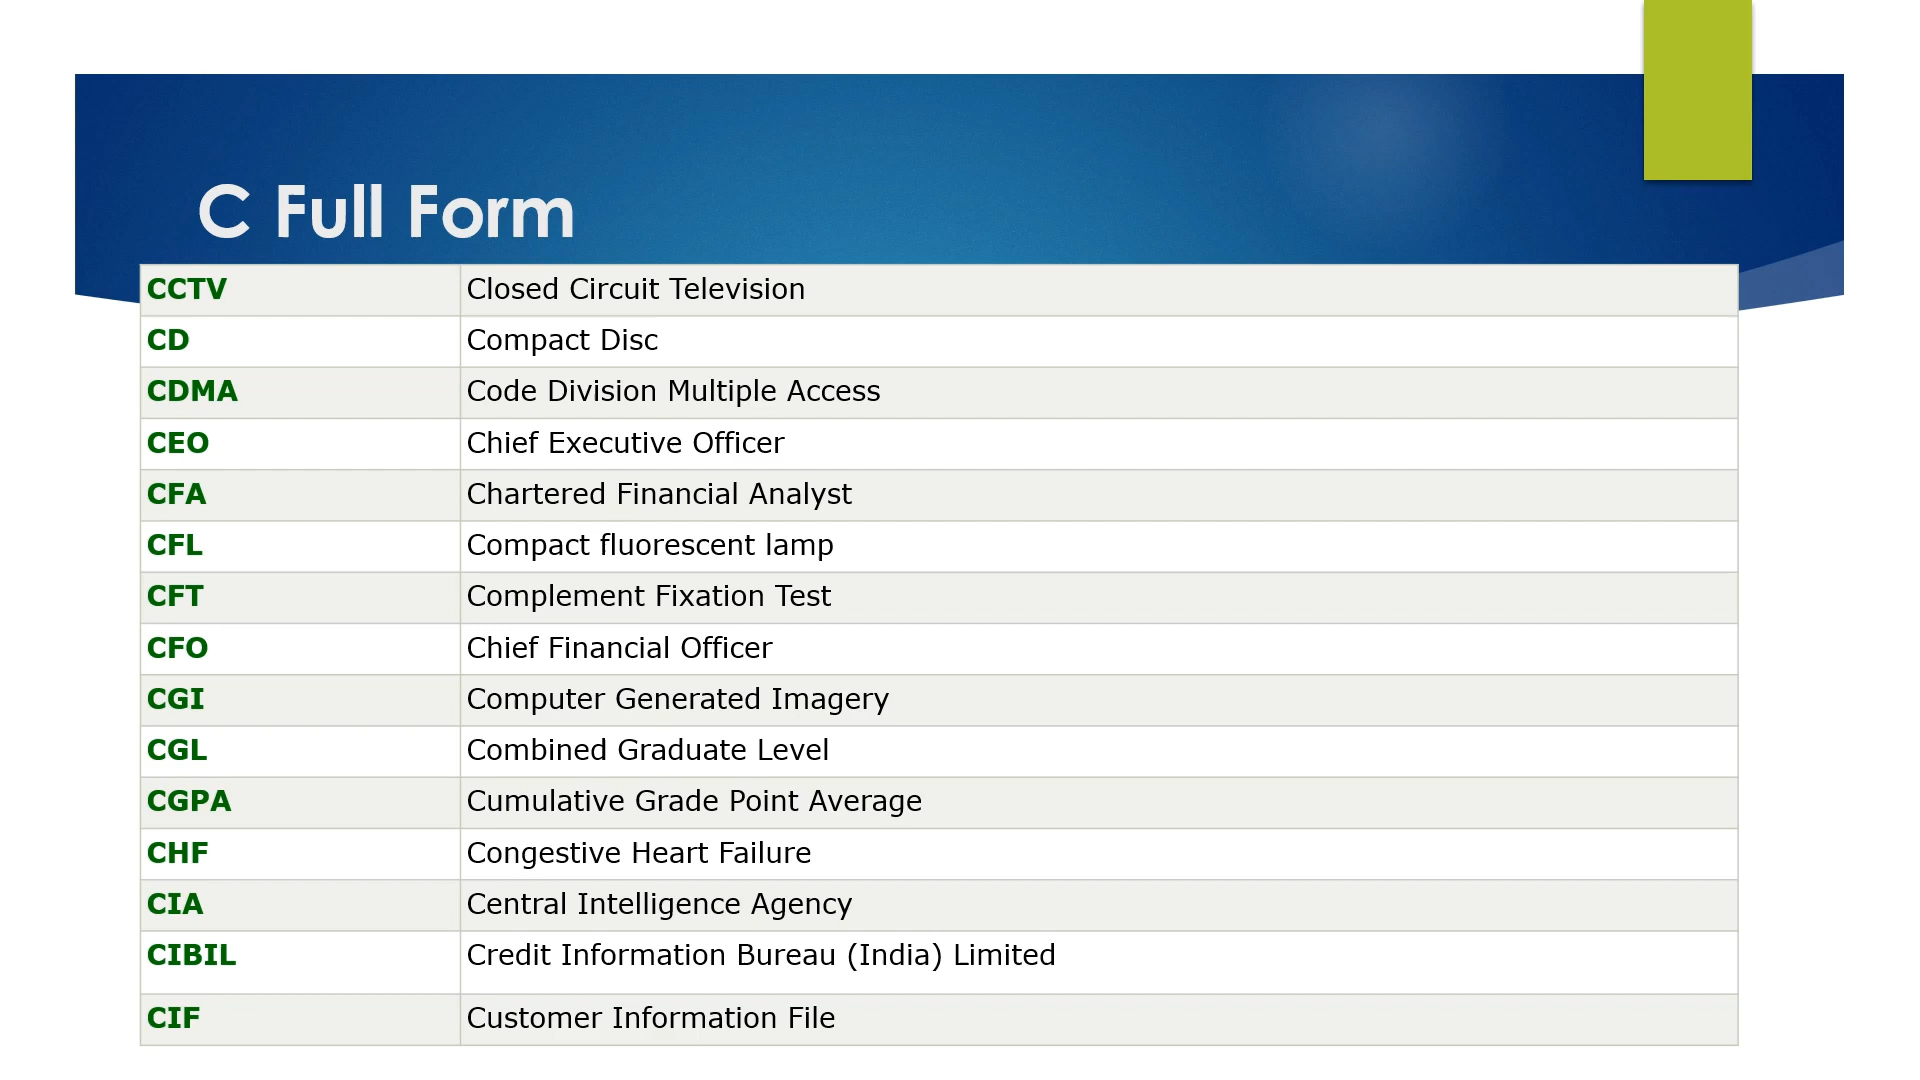 C Full Form
CCTV Closed Circuit Television
CD Compact Disc
CDMA Code Division Multiple Access
CEO Chief Executive Officer
CFA Chartered Financial Analyst
CFL Compact fluorescent lamp
CFT Complement Fixation Test
CFO Chief Financial Officer
CGI Computer Generated Imagery
CGL Combined Graduate Level
CGPA Cumulative Grade Point Average
CHF Congestive Heart Failure
CIA Central Intelligence Agency
CIBIL Credit Information Bureau (India) Limited
CIF Customer Information File